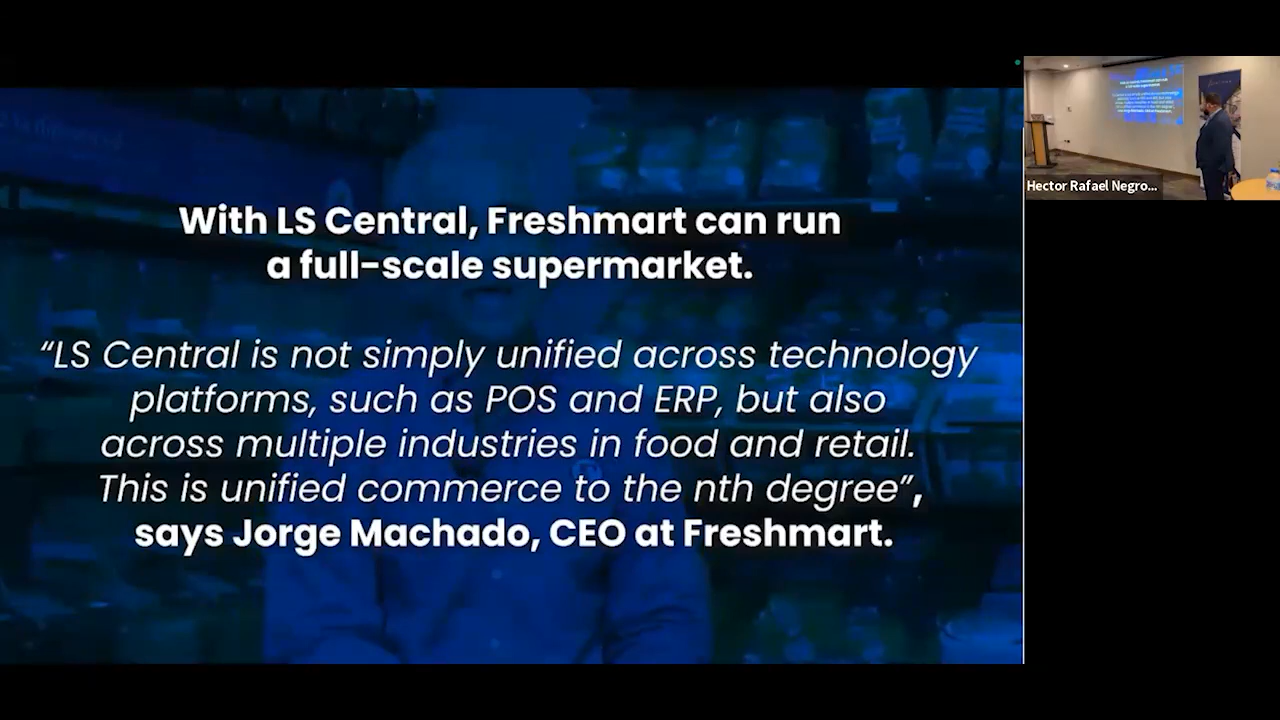 With LS Central, Freshmart can run
a full-scale supermarket.
“LS Central is not simply unified across technology
platforms, such as POS and ERP, but also
across multiple industries in food and retail.
This is unified commerce to the nth degree”,
says Jorge Machado, CEO at Freshmart.
Hector Rafael Negro...